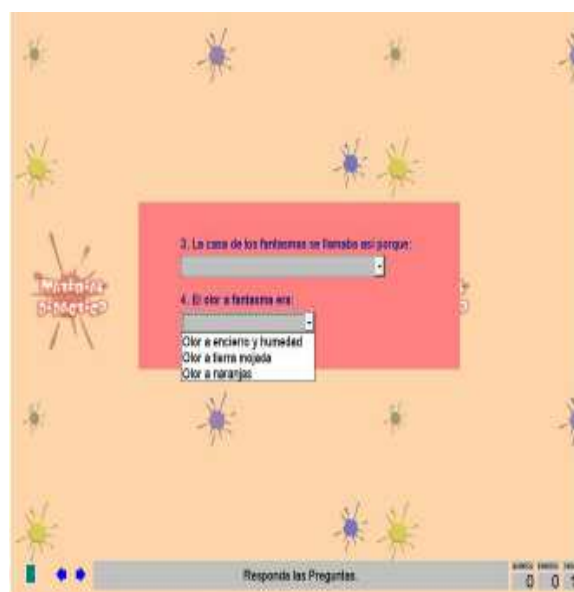 3. La casa de los fantasmas se llamaba así porque:
4. El olor a fantasma era:
Olor a encierro y humedad
Olor a tierra mojada
Olor a naranjas
Responda las Preguntas.
0 0 1